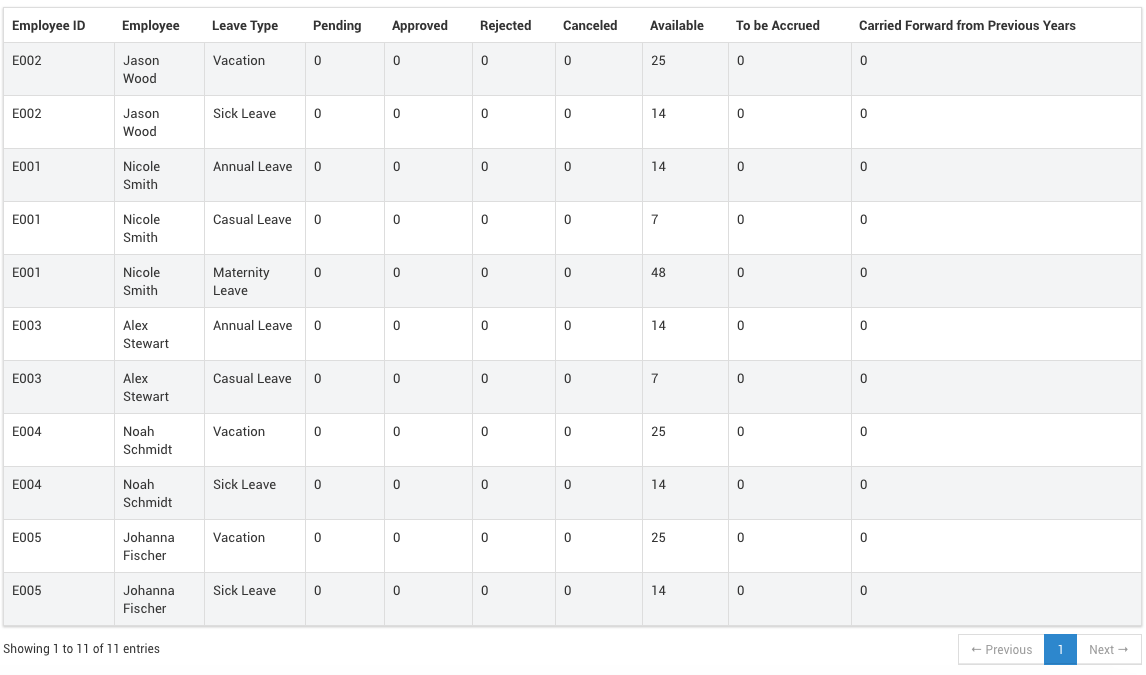 Employee ID Employee Leave Type Pending Approved Rejected Canceled Available To be Accrued Carried Forward from Previous Years
E002 Jason Vacation 0 0 0 0 25 0 0
Wood
E002 Jason Sick Leave 0 0 0 0 14 0 0
Wood
E001 Nicole Annual Leave 0 0 0 0 14 0 0
Smith
E001 Nicole Casual Leave 0 0 0 0 7 0 0
Smith
E001 Nicole Maternity 0 0 0 0 48 0 0
Smith Leave
E003 Alex Annual Leave 0 0 0 0 14 0 0
Stewart
E003 Alex Casual Leave 0 0 0 0 7 0 0
Stewart
E004 Noah Vacation 0 0 0 0 25 0 0
Schmidt
E004 Noah Sick Leave 0 0 0 0 14 0 0
Schmidt
E005 Johanna Vacation 0 0 0 0 25 0 0
Fischer
E005 Johanna Sick Leave 0 0 0 0 14 0 0
Fischer
Showing 1 to 11 of 11 entries ← Previous 1 Next →